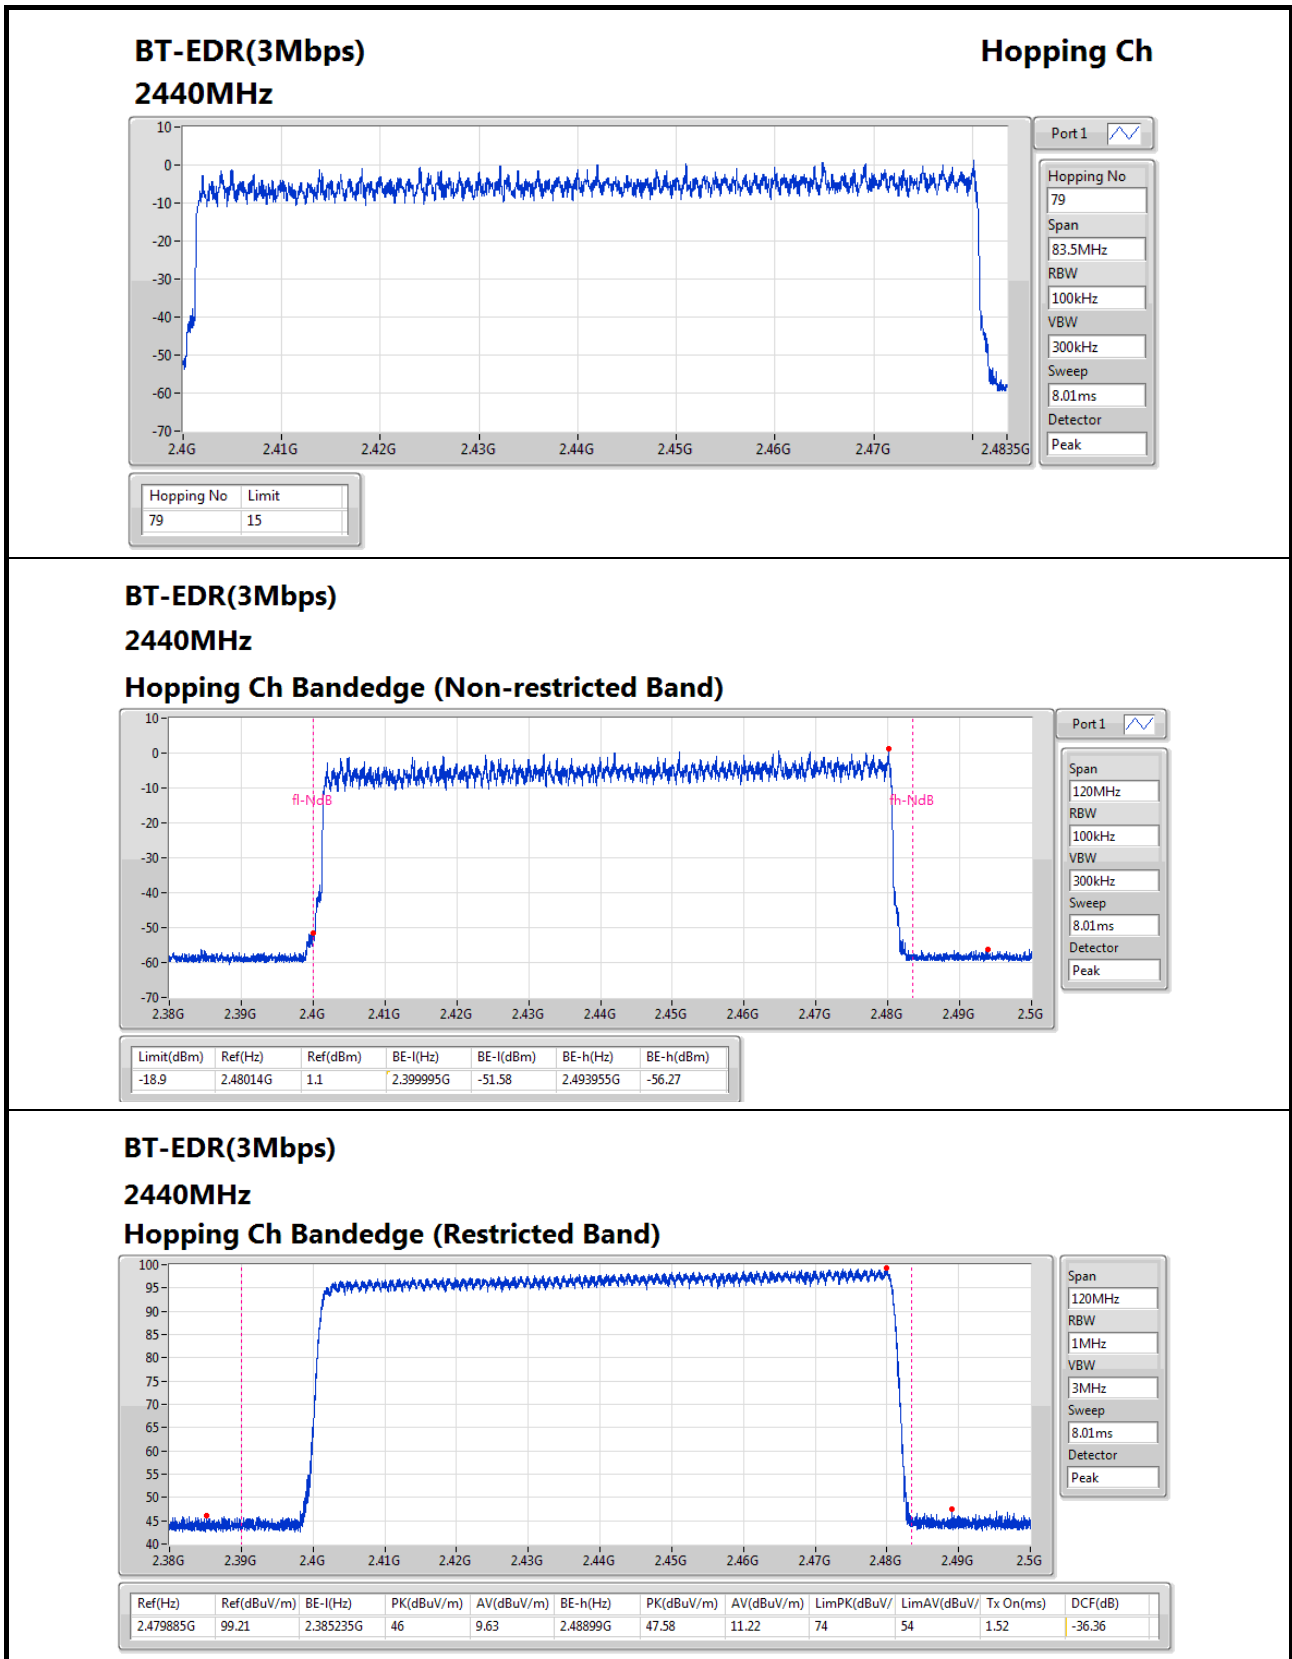 BT-EDR(3Mbps) Hopping Ch
2440MHz
10
0
-10
-20
-30
-40
-50
-60
-70
2.4G 2.41G 2.42G 2.43G 2.44G 2.45G 2.46G 2.47G 2.4835G
Port 1
Hopping No
79
Span
83.5MHz
RBW
100kHz
VBW
300kHz
Sweep
8.01ms
Detector
Peak
Hopping No Limit
79 15
BT-EDR(3Mbps)
2440MHz
Hopping Ch Bandedge (Non-restricted Band)
10
0
-10
-20
-30
-40
-50
-60
-70
fl-NdB fh-NdB
2.38G 2.39G 2.4G 2.41G 2.42G 2.43G 2.44G 2.45G 2.46G 2.47G 2.48G 2.49G 2.5G
Port 1
Span
120MHz
RBW
100kHz
VBW
300kHz
Sweep
8.01ms
Detector
Peak
Limit(dBm) Ref(Hz) Ref(dBm) BE-l(Hz) BE-l(dBm) BE-h(Hz) BE-h(dBm)
-18.9 2.48014G 1.1 2.399995G -51.58 2.493955G -56.27
BT-EDR(3Mbps)
2440MHz
Hopping Ch Bandedge (Restricted Band)
100
95
90
85
80
75
70
65
60
55
50
45
40
2.38G 2.39G 2.4G 2.41G 2.42G 2.43G 2.44G 2.45G 2.46G 2.47G 2.48G 2.49G 2.5G
Span
120MHz
RBW
1MHz
VBW
3MHz
Sweep
8.01ms
Detector
Peak
Ref(Hz) Ref(dBuV/m) BE-l(Hz) PK(dBuV/m) AV(dBuV/m) BE-h(Hz) PK(dBuV/m) AV(dBuV/m) LimPK(dBuV/ LimAV(dBuV/ Tx On(ms) DCF(dB)
2.479885G 99.21 2.385235G 46 9.63 2.48899G 47.58 11.22 74 54 1.52 -36.36